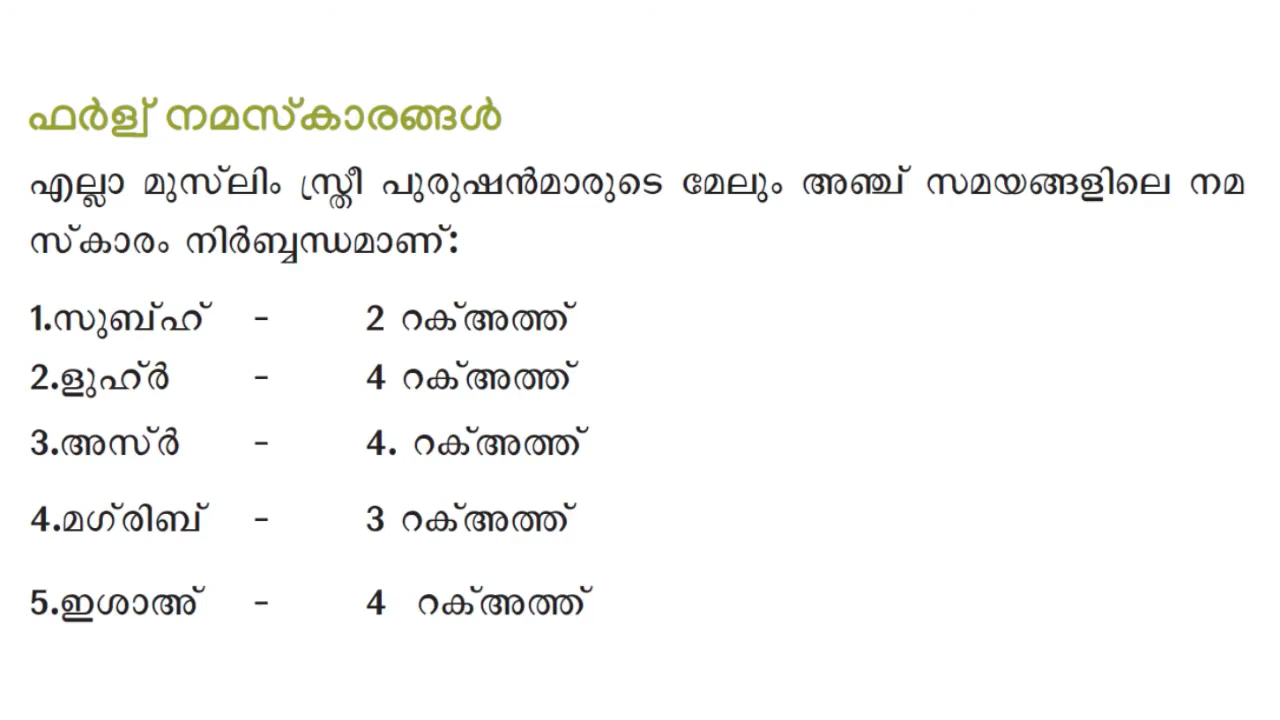 ഫർള്വ് നമസ്കാരങ്ങൾ
എല്ലാ മുസ്‌ലിം സ്ത്രീ പുരുഷൻമാരുടെ മേലും അഞ്ച് സമയങ്ങളിലെ നമ
സ്കാരം നിർബ്ബന്ധമാണ്:
1.സുബ്ഹ് - 2 റക്അത്ത്
2.ളുഹ്ർ - 4 റക്അത്ത്
3.അസ്ർ - 4. റക്അത്ത്
4.മഗ്‌രിബ് - 3 റക്അത്ത്
5.ഇശാഅ് - 4 റക്അത്ത്